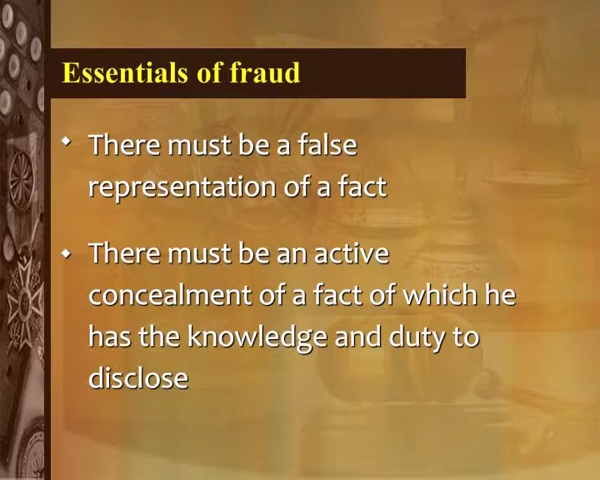 Essentials of fraud
There must be a false
representation of a fact
There must be an active
concealment of a fact of which he
has the knowledge and duty to
disclose